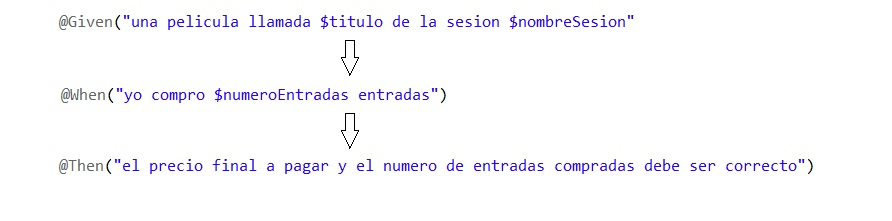 @Given("una pelicula llamada $titulo de la sesion $nombreSesion"
@When("yo compro $numeroEntradas entradas")
@Then("el precio final a pagar y el numero de entradas compradas debe ser correcto")